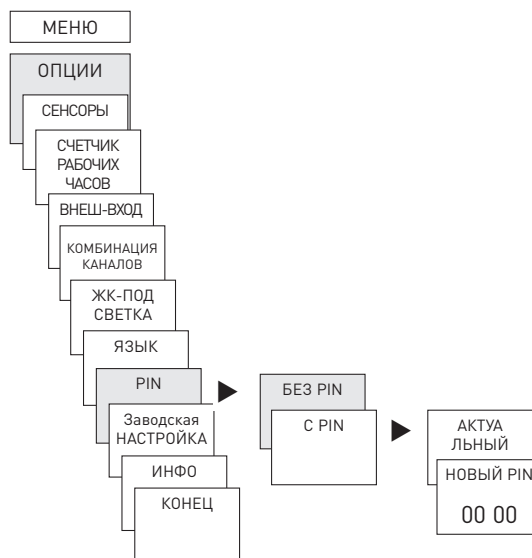 МЕНЮ
ОПЦИИ
СЕНСОРЫ
СЧЕТЧИК
РАБОЧИХ
ЧАСОВ
ВНЕШ-ВХОД
КОМБИНАЦИЯ
КАНАЛОВ
ЖК-ПОД
СВЕТКА
ЯЗЫК
PIN
Заводская
НАСТРОЙКА
ИНФО
КОНЕЦ
БЕЗ PIN
С PIN
АКТУА
ЛЬНЫЙ
НОВЫЙ PIN
00 00